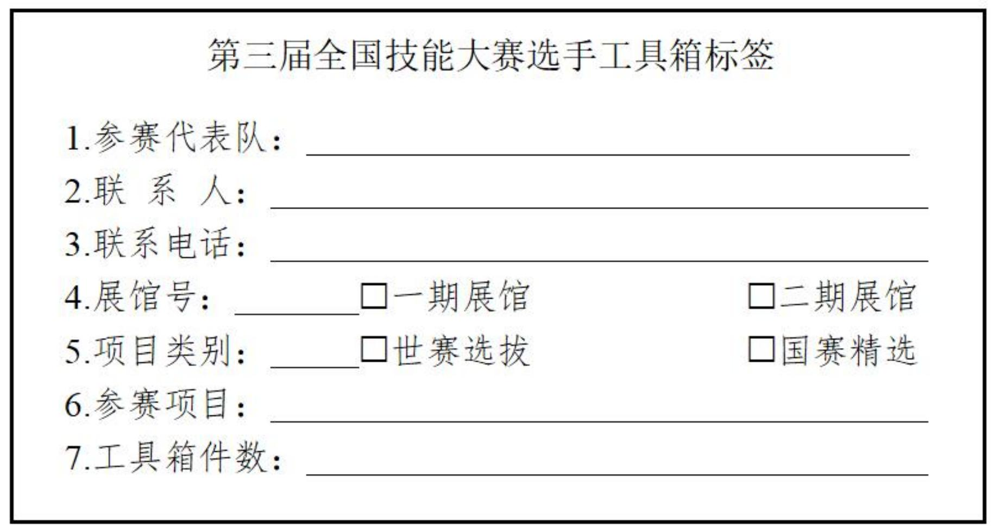 第三届全国技能大赛选手工具箱标签
1.参赛代表队：
2.联 系 人：
3.联系电话：
4.展馆号：______□一期展馆 □二期展馆
5.项目类别：____□世赛选拔 □国赛精选
6.参赛项目：
7.工具箱件数：